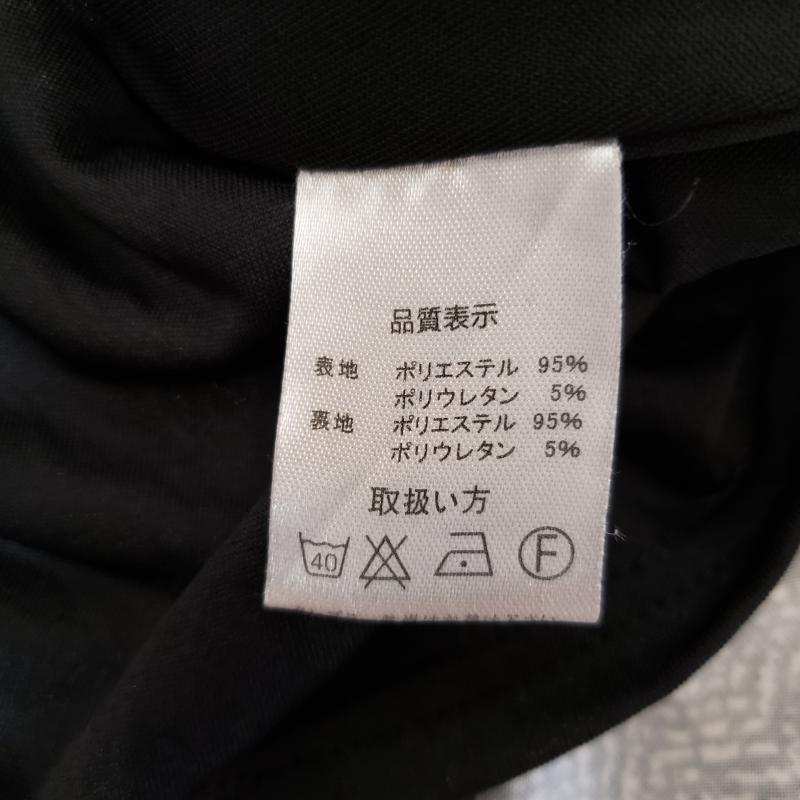 品質表示
表地 ポリエステル 95%
ポリウレタン 5%
裏地 ポリエステル 95%
ポリウレタン 5%
取扱い方
40 F